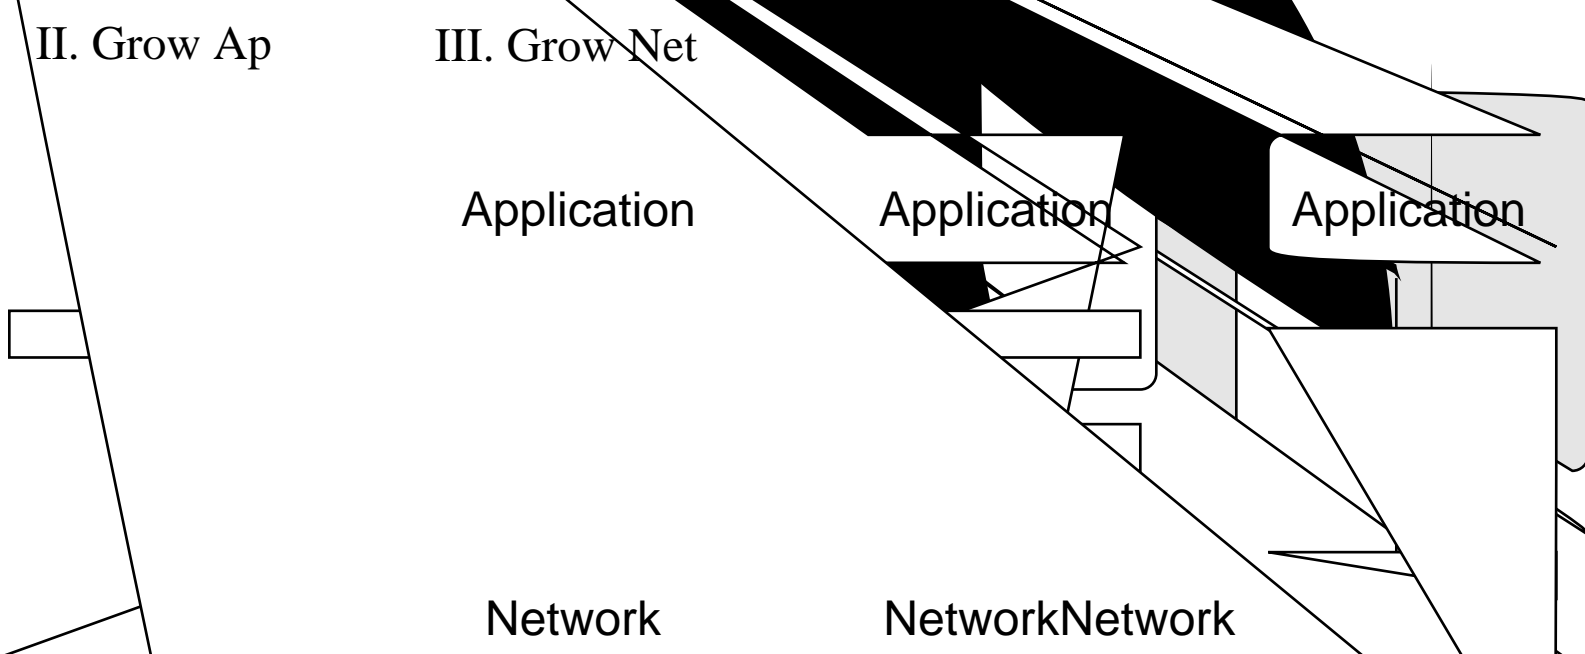 II. Grow Ap III. Grow Net
Application Application Application
Network NetworkNetwork